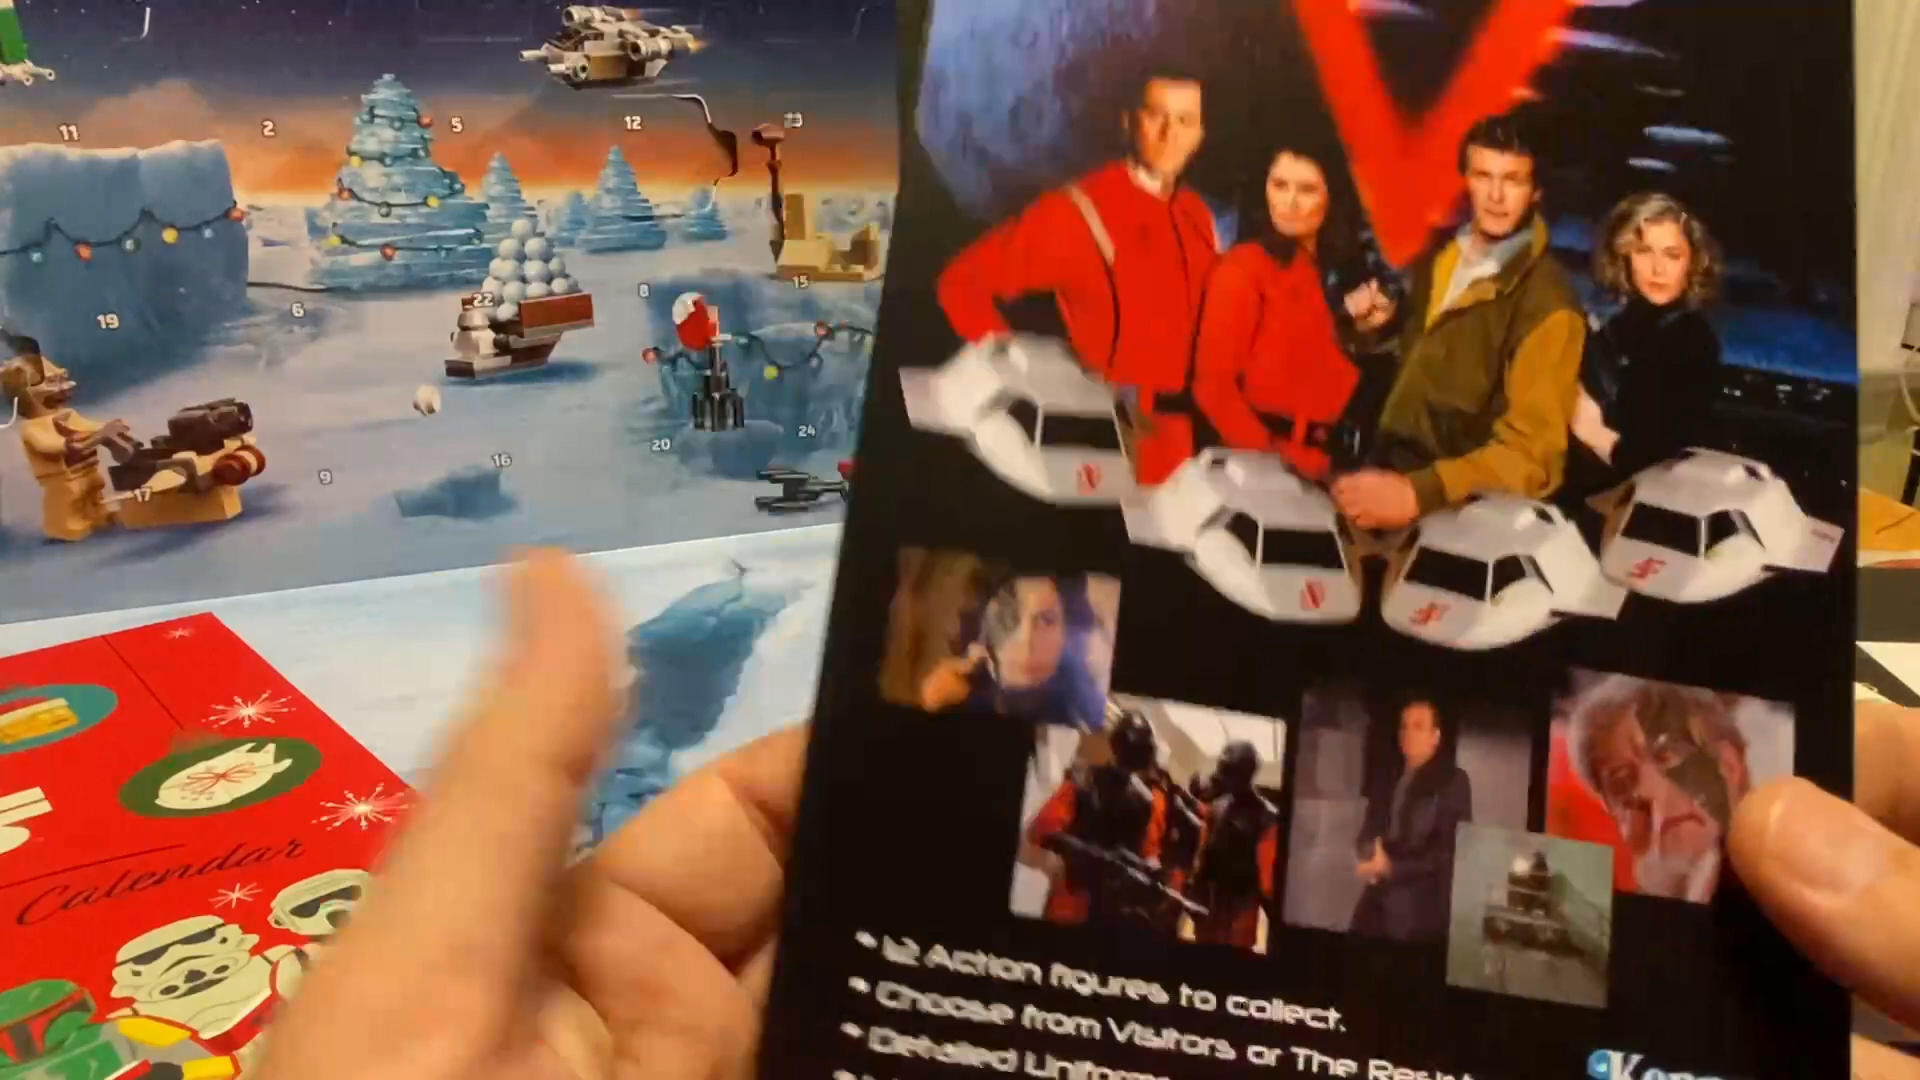 11
2
5
12
22
8
15
19
6
20
24
9
16
17
V
Calendar
• 12 Action figures to collect.
• Choose from Visitors or The
• Detailed